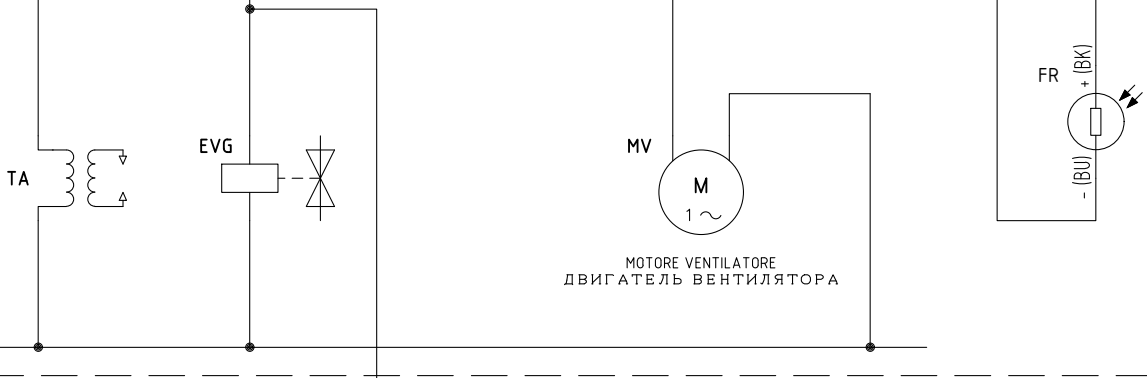 TA
EVG
MV
M
1 ~
MOTORE VENTILATORE
ДВИГАТЕЛЬ ВЕНТИЛЯТОРА
FR
+ (BK)
- (BU)